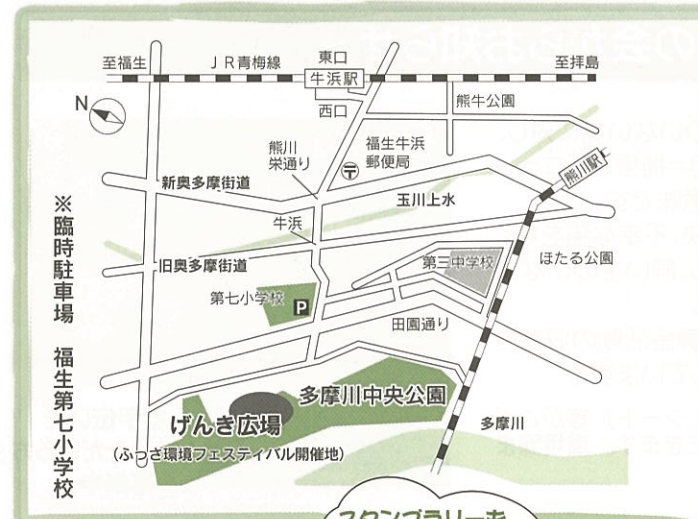 至福生
JR青梅線
東口
牛浜駅
至拝島
西口
N
熊牛公園
熊川
栄通り
福生牛浜
郵便局
〒
熊川駅
新奥多摩街道
玉川上水
牛浜
旧奥多摩街道
第三中学校
ほたる公園
第七小学校
P
田園通り
多摩川中央公園
げんき広場
(ふっさ環境フェスティバル開催地)
多摩川
※臨時駐車場 福生第七小学校
スタンプラリーも